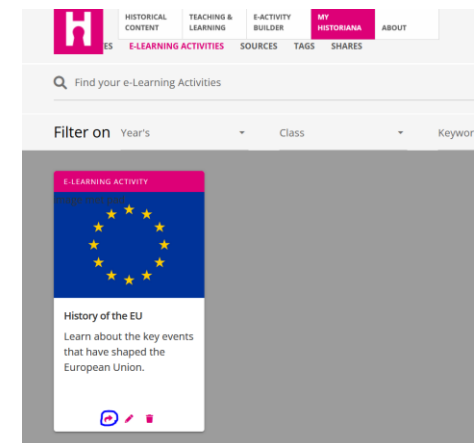 HISTORICAL CONTENT
TEACHING & LEARNING
E-ACTIVITY BUILDER
MY HISTORIANA
ABOUT
ES E-LEARNING ACTIVITIES SOURCES TAGS SHARES
Find your e-Learning Activities
Filter on Year's Class Keywor
E-LEARNING ACTIVITY
History of the EU
Learn about the key events
that have shaped the
European Union.